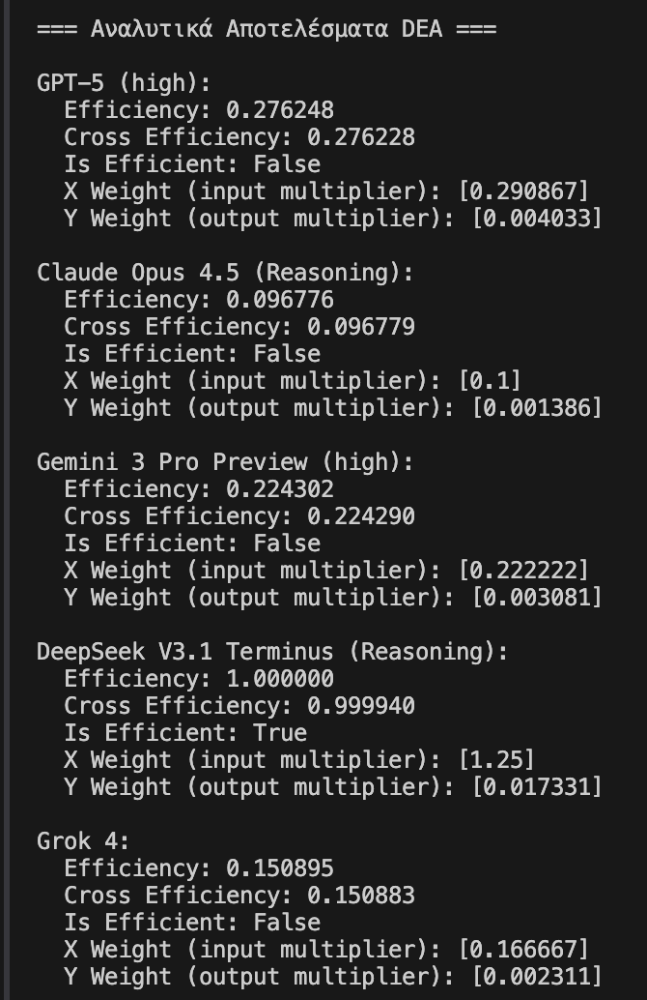 === Αναλυτικά Αποτελέσματα DEA ===
GPT-5 (high):
Efficiency: 0.276248
Cross Efficiency: 0.276228
Is Efficient: False
X Weight (input multiplier): [0.290867]
Y Weight (output multiplier): [0.004033]
Claude Opus 4.5 (Reasoning):
Efficiency: 0.096776
Cross Efficiency: 0.096779
Is Efficient: False
X Weight (input multiplier): [0.1]
Y Weight (output multiplier): [0.001386]
Gemini 3 Pro Preview (high):
Efficiency: 0.224302
Cross Efficiency: 0.224290
Is Efficient: False
X Weight (input multiplier): [0.222222]
Y Weight (output multiplier): [0.003081]
DeepSeek V3.1 Terminus (Reasoning):
Efficiency: 1.000000
Cross Efficiency: 0.999940
Is Efficient: True
X Weight (input multiplier): [1.25]
Y Weight (output multiplier): [0.017331]
Grok 4:
Efficiency: 0.150895
Cross Efficiency: 0.150883
Is Efficient: False
X Weight (input multiplier): [0.166667]
Y Weight (output multiplier): [0.002311]